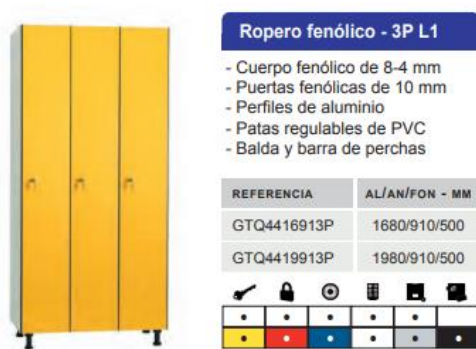 Ropero fenólico - 3P L1
- Cuerpo fenólico de 8-4 mm
- Puertas fenólicas de 10 mm
- Perfiles de aluminio
- Patas regulables de PVC
- Balda y barra de perchas
REFERENCIA AL/AN/FON - MM
GTQ4416913P 1680/910/500
GTQ4419913P 1980/910/500